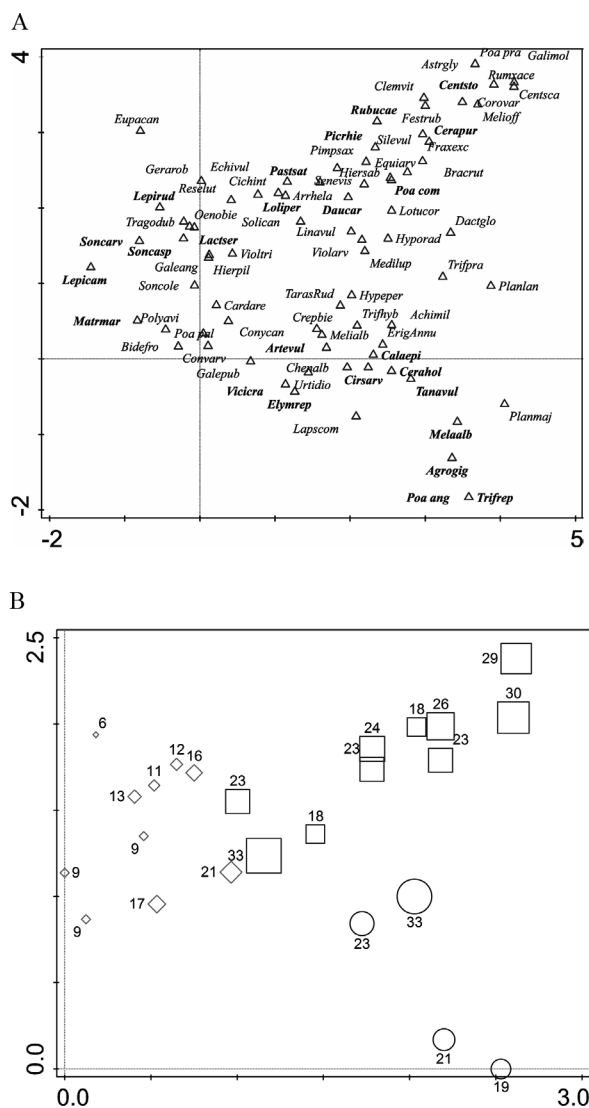 A
4
Poa pra
Galimol
Astrgly
Rumxace
Clemvit
Centsto
Centsca
Corovar
Rubucae
Festrub
Melioff
Eupacan
Picrhie
Cerapur
Silevul
Fraxexc
Pimpsax
Gerarob
Echivul
Pastsat
Equiarv
Bracrut
Reselut
Cichint
Senevis
Hiersab
Lepirud
Arrhela
Poa com
Loliper
Daucar
Oenobie
Lotucor
Tragodub
Solican
Dactglo
Linavul
Lactser
Hyporad
Soncarv
Soncasp
Violtri
Violarv
Medilup
Galeang
Hierpil
Lepicam
Trifpra
Soncole
Planlan
TarasRud
Hypeper
Cardare
Matrmar
Polyavi
Crepbie
Trifhyb
Achimil
Poa pal
Conycan
Melialb
ErigAnnu
Bidefro
Artevul
Convarv
Calaepi
Galepub
Chenalb
Cirsarv
Cerahol
Vicicra
Urtidio
Tanavul
Elymrep
Planmaj
Lapscom
Melaalb
Agrogig
Poa ang
Trifrep
-2
-2
5
B
2.5
29
30
6
18
26
24
12
16
23
23
11
13
23
18
9
33
21
9
17
9
23
33
21
19
0.0
0.0
3.0